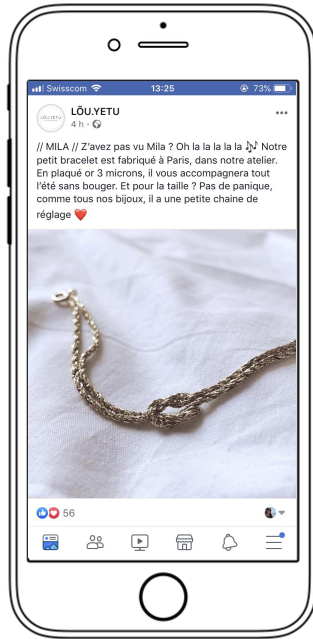 Swisscom 13:25 73%
LÕU.YETU
LÕU.YETU
4 h
// MILA // Z'avez pas vu Mila ? Oh la la la la la 🎶 Notre
petit bracelet est fabriqué à Paris, dans notre atelier.
En plaqué or 3 microns, il vous accompagnera tout
l'été sans bouger. Et pour la taille ? Pas de panique,
comme tous nos bijoux, il a une petite chaine de
réglage ❤️
56